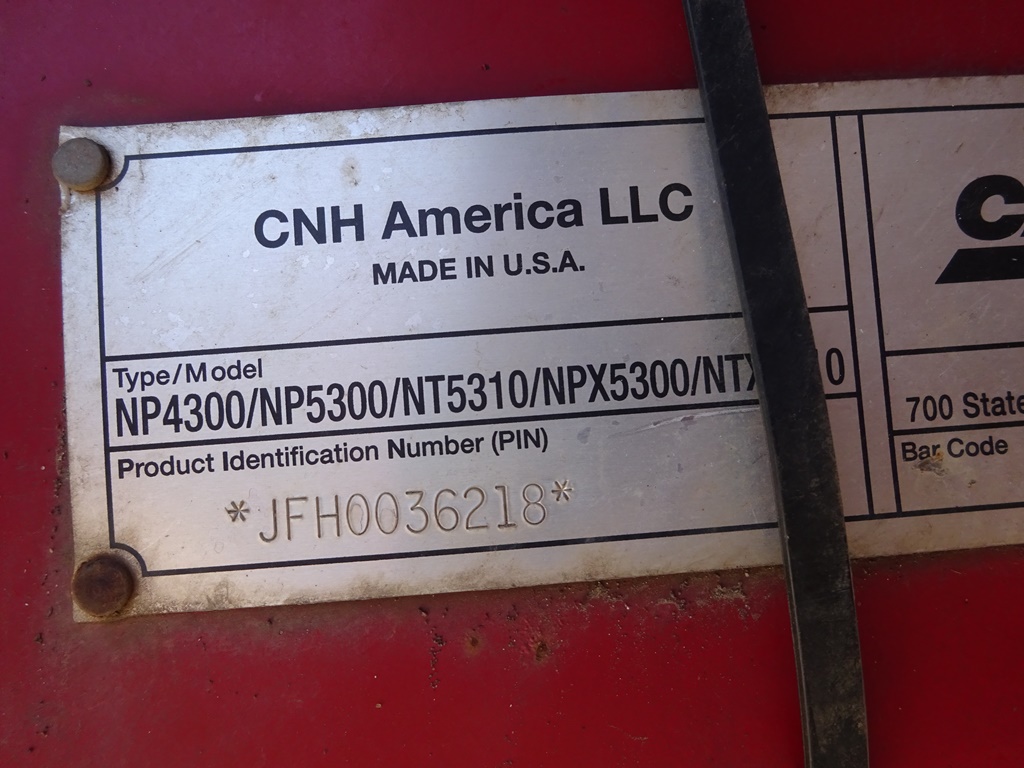 CNH America LLC
MADE IN U.S.A.
Type/Model
NP4300/NP5300/NT5310/NPX5300/
Product Identification Number (PIN)
*JFH0036218*
700 State
Bar Code